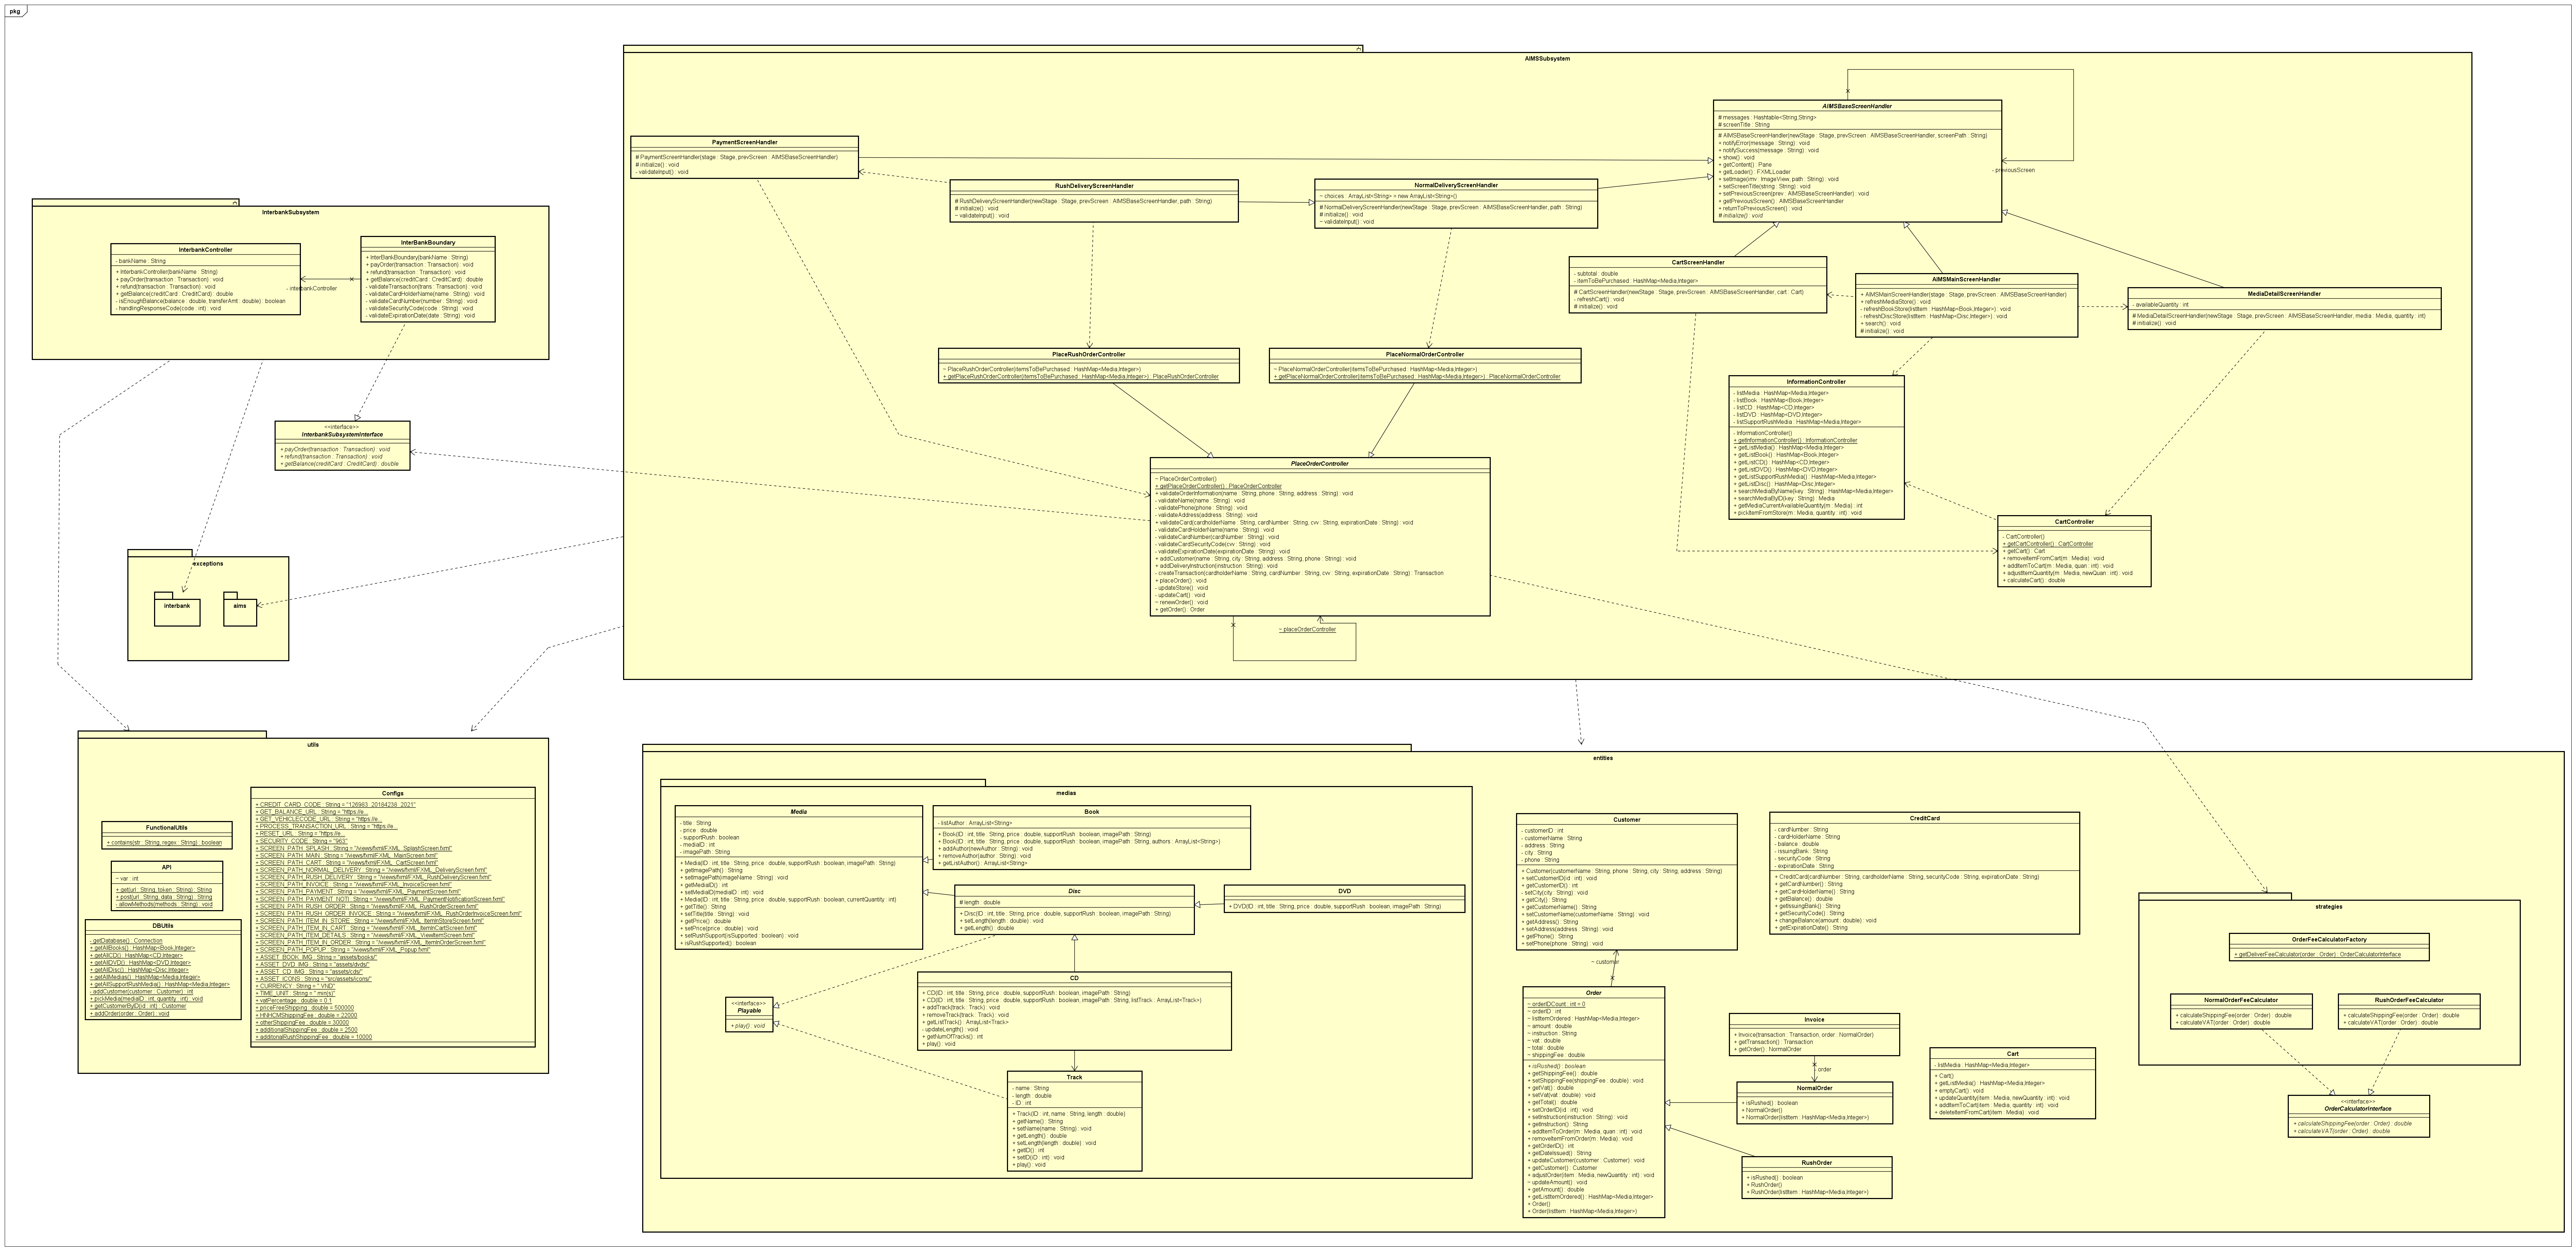 pkg
AIMSSubsystem
AIMSBaseScreenHandler
# messages : Hashtable<String,String>
# screenTitle : String
# AIMSBaseScreenHandler(newStage : Stage, prevScreen : AIMSBaseScreenHandler, screenPath : String)
+ notifyError(message : String) : void
+ notifySuccess(message : String) : void
+ show() : void
+ getContent() : Pane
+ getLoader() : FXMLLoader
+ setImage(imv : ImageView, path : String) : void
+ setScreenTitle(string : String) : void
+ setPreviousScreen(prev : AIMSBaseScreenHandler) : void
+ getPreviousScreen() : AIMSBaseScreenHandler
+ returnToPreviousScreen() : void
# initialize() : void
- previousScreen
PaymentScreenHandler
# PaymentScreenHandler(stage : Stage, prevScreen : AIMSBaseScreenHandler)
# initialize() : void
- validateInput() : void
RushDeliveryScreenHandler
# RushDeliveryScreenHandler(newStage : Stage, prevScreen : AIMSBaseScreenHandler, path : String)
# initialize() : void
~ validateInput() : void
NormalDeliveryScreenHandler
~ choices : ArrayList<String> = new ArrayList<String>()
# NormalDeliveryScreenHandler(newStage : Stage, prevScreen : AIMSBaseScreenHandler, path : String)
# initialize() : void
~ validateInput() : void
CartScreenHandler
- subtotal : double
- itemToBePurchased : HashMap<Media,Integer>
# CartScreenHandler(newStage : Stage, prevScreen : AIMSBaseScreenHandler, cart : Cart)
- refreshCart() : void
# initialize() : void
AIMSMainScreenHandler
+ AIMSMainScreenHandler(stage : Stage, prevScreen : AIMSBaseScreenHandler)
+ refreshMediaStore() : void
- refreshBookStore(listItem : HashMap<Book,Integer>) : void
- refreshDiscStore(listItem : HashMap<Disc,Integer>) : void
+ search() : void
# initialize() : void
MediaDetailScreenHandler
- availableQuantity : int
# MediaDetailScreenHandler(newStage : Stage, prevScreen : AIMSBaseScreenHandler, media : Media, quantity : int)
# initialize() : void
InterbankSubsystem
InterbankController
- bankName : String
+ InterbankController(bankName : String)
+ payOrder(transaction : Transaction) : void
+ refund(transaction : Transaction) : void
+ getBalance(creditCard : CreditCard) : double
- isEnoughBalance(balance : double, transferAmt : double) : boolean
- handlingResponseCode(code : int) : void
- interbankController
InterBankBoundary
+ InterBankBoundary(bankName : String)
+ payOrder(transaction : Transaction) : void
+ refund(transaction : Transaction) : void
+ getBalance(creditCard : CreditCard) : double
- validateTransaction(trans : Transaction) : void
- validateCardHolderName(name : String) : void
- validateCardNumber(number : String) : void
- validateSecurityCode(code : String) : void
- validateExpirationDate(date : String) : void
<<interface>>
InterbankSubsystemInterface
+ payOrder(transaction : Transaction) : void
+ refund(transaction : Transaction) : void
+ getBalance(creditCard : CreditCard) : double
PlaceRushOrderController
~ PlaceRushOrderController(itemsToBePurchased : HashMap<Media,Integer>)
+ getPlaceRushOrderController(itemsToBePurchased : HashMap<Media,Integer>) : PlaceRushOrderController
PlaceNormalOrderController
~ PlaceNormalOrderController(itemsToBePurchased : HashMap<Media,Integer>)
+ getPlaceNormalOrderController(itemsToBePurchased : HashMap<Media,Integer>) : PlaceNormalOrderController
InformationController
- listMedia : HashMap<Media,Integer>
- listBook : HashMap<Book,Integer>
- listCD : HashMap<CD,Integer>
- listDVD : HashMap<DVD,Integer>
- listSupportRushMedia : HashMap<Media,Integer>
- InformationController()
+ getInformationController() : InformationController
+ getListMedia() : HashMap<Media,Integer>
+ getListBook() : HashMap<Book,Integer>
+ getListCD() : HashMap<CD,Integer>
+ getListDVD() : HashMap<DVD,Integer>
+ getListSupportRushMedia() : HashMap<Media,Integer>
+ getListDisc() : HashMap<Disc,Integer>
+ searchMediaByName(key : String) : HashMap<Media,Integer>
+ searchMediaByID(key : String) : Media
+ getMediaCurrentAvailableQuantity(m : Media) : int
+ pickItemFromStore(m : Media, quantity : int) : void
CartController
- CartController()
+ getCartController() : CartController
+ getCart() : Cart
+ removeItemFromCart(m : Media) : void
+ addItemToCart(m : Media, quan : int) : void
+ adjustItemQuantity(m : Media, newQuan : int) : void
+ calculateCart() : double
PlaceOrderController
~ PlaceOrderController()
+ getPlaceOrderController() : PlaceOrderController
+ validateOrderInformation(name : String, phone : String, address : String) : void
- validateName(name : String) : void
- validatePhone(phone : String) : void
- validateAddress(address : String) : void
+ validateCard(cardholderName : String, cardNumber : String, cvv : String, expirationDate : String) : void
- validateCardHolderName(name : String) : void
- validateCardNumber(cardNumber : String) : void
- validateCardSecurityCode(cvv : String) : void
- validateExpirationDate(expirationDate : String) : void
+ addCustomer(name : String, city : String, address : String, phone : String) : void
+ addDeliveryInstruction(instruction : String) : void
- createTransaction(cardholderName : String, cardNumber : String, cvv : String, expirationDate : String) : Transaction
+ placeOrder() : void
- updateStore() : void
- updateCart() : void
~ renewOrder() : void
+ getOrder() : Order
~ placeOrderController
exceptions
interbank
aims
utils
FunctionalUtils
+ contains(str : String, regex : String) : boolean
API
~ var : int
+ get(url : String, token : String) : String
+ post(url : String, data : String) : String
- allowMethods(methods : String) : void
DBUtils
- getDatabase() : Connection
+ getAllBooks() : HashMap<Book,Integer>
+ getAllCD() : HashMap<CD,Integer>
+ getAllDVD() : HashMap<DVD,Integer>
+ getAllDisc() : HashMap<Disc,Integer>
+ getAllMedias() : HashMap<Media,Integer>
+ getAllSupportRushMedia() : HashMap<Media,Integer>
- addCustomer(customer : Customer) : int
+ pickMedia(mediaID : int, quantity : int) : void
+ getCustomerByID(id : int) : Customer
+ addOrder(order : Order) : void
Configs
+ CREDIT_CARD_CODE : String = "126983_20184238_2021"
+ GET_BALANCE_URL : String = "https://e...
+ GET_VEHICLECODE_URL : String = "https://e...
+ PROCESS_TRANSACTION_URL : String = "https://e...
+ RESET_URL : String = "https://e...
+ SECURITY_CODE : String = "963"
+ SCREEN_PATH_SPLASH : String = "/views/fxml/FXML_SplashScreen.fxml"
+ SCREEN_PATH_MAIN : String = "/views/fxml/FXML_MainScreen.fxml"
+ SCREEN_PATH_CART : String = "/views/fxml/FXML_CartScreen.fxml"
+ SCREEN_PATH_NORMAL_DELIVERY : String = "/views/fxml/FXML_DeliveryScreen.fxml"
+ SCREEN_PATH_RUSH_DELIVERY : String = "/views/fxml/FXML_RushDeliveryScreen.fxml"
+ SCREEN_PATH_INVOICE : String = "/views/fxml/FXML_InvoiceScreen.fxml"
+ SCREEN_PATH_PAYMENT : String = "/views/fxml/FXML_PaymentScreen.fxml"
+ SCREEN_PATH_PAYMENT_NOTI : String = "/views/fxml/FXML_PaymentNotificationScreen.fxml"
+ SCREEN_PATH_RUSH_ORDER : String = "/views/fxml/FXML_RushOrderScreen.fxml"
+ SCREEN_PATH_RUSH_ORDER_INVOICE : String = "/views/fxml/FXML_RushOrderInvoiceScreen.fxml"
+ SCREEN_PATH_ITEM_IN_STORE : String = "/views/fxml/FXML_ItemInStoreScreen.fxml"
+ SCREEN_PATH_ITEM_DETAILS : String = "/views/fxml/FXML_ViewItemScreen.fxml"
+ SCREEN_PATH_ITEM_IN_CART : String = "/views/fxml/FXML_ItemInCartScreen.fxml"
+ SCREEN_PATH_ITEM_IN_ORDER : String = "/views/fxml/FXML_ItemInOrderScreen.fxml"
+ SCREEN_PATH_POPUP : String = "/views/fxml/FXML_Popup.fxml"
+ ASSET_BOOK_IMG : String = "assets/books/"
+ ASSET_DVD_IMG : String = "assets/dvds/"
+ ASSET_CD_IMG : String = "assets/cds/"
+ ASSET_ICONS : String = "src/assets/icons/"
+ CURRENCY : String = " VND"
+ TIME_UNIT : String = " min(s)"
+ vatPercentage : double = 0.1
+ priceFreeShipping : double = 500000
+ HNHCMShippingFee : double = 22000
+ otherShippingFee : double = 30000
+ additionalShippingFee : double = 2500
+ additonalRushShippingFee : double = 10000
entities
medias
Media
- title : String
- price : double
- supportRush : boolean
- mediaID : int
- imagePath : String
+ Media(ID : int, title : String, price : double, supportRush : boolean, imagePath : String)
+ getImagePath() : String
+ setImagePath(imageName : String) : void
+ getMediaID() : int
+ setMediaID(mediaID : int) : void
+ Media(ID : int, title : String, price : double, supportRush : boolean, currentQuantity : int)
+ getTitle() : String
+ setTitle(title : String) : void
+ getPrice() : double
+ setPrice(price : double) : void
+ setRushSupport(isSupported : boolean) : void
+ isRushSupported() : boolean
Book
- listAuthor : ArrayList<String>
+ Book(ID : int, title : String, price : double, supportRush : boolean, imagePath : String)
+ Book(ID : int, title : String, price : double, supportRush : boolean, imagePath : String, authors : ArrayList<String>)
+ addAuthor(newAuthor : String) : void
+ removeAuthor(author : String) : void
+ getListAuthor() : ArrayList<String>
Disc
# length : double
+ Disc(ID : int, title : String, price : double, supportRush : boolean, imagePath : String)
+ setLength(length : double) : void
+ getLength() : double
DVD
+ DVD(ID : int, title : String, price : double, supportRush : boolean, imagePath : String)
CD
+ CD(ID : int, title : String, price : double, supportRush : boolean, imagePath : String)
+ CD(ID : int, title : String, price : double, supportRush : boolean, imagePath : String, listTrack : ArrayList<Track>)
+ addTrack(track : Track) : void
+ removeTrack(track : Track) : void
+ getListTrack() : ArrayList<Track>
- updateLength() : void
+ getNumOfTracks() : int
+ play() : void
<<interface>>
Playable
+ play() : void
Track
- name : String
- length : double
- ID : int
+ Track(ID : int, name : String, length : double)
+ getName() : String
+ setName(name : String) : void
+ getLength() : double
+ setLength(length : double) : void
+ getID() : int
+ setID(ID : int) : void
+ play() : void
Customer
- customerID : int
- customerName : String
- address : String
- city : String
- phone : String
+ Customer(customerName : String, phone : String, city : String, address : String)
+ setCustomerID(id : int) : void
+ getCustomerID() : int
- setCity(city : String) : void
+ getCity() : String
+ getCustomerName() : String
+ setCustomerName(customerName : String) : void
+ getAddress() : String
+ setAddress(address : String) : void
+ getPhone() : String
+ setPhone(phone : String) : void
~ customer
CreditCard
- cardNumber : String
- cardHolderName : String
- balance : double
- issuingBank : String
- securityCode : String
- expirationDate : String
+ CreditCard(cardNumber : String, cardholderName : String, securityCode : String, expirationDate : String)
+ getCardNumber() : String
+ getCardHolderName() : String
+ getBalance() : double
+ getIssuingBank() : String
+ getSecurityCode() : String
+ changeBalance(amount : double) : void
+ getExpirationDate() : String
Order
~ orderIDCount : int = 0
~ orderID : int
~ listItemOrdered : HashMap<Media,Integer>
~ amount : double
~ instruction : String
~ vat : double
~ total : double
~ shippingFee : double
+ isRushed() : boolean
+ getShippingFee() : double
+ setShippingFee(shippingFee : double) : void
+ getVat() : double
+ setVat(vat : double) : void
+ getTotal() : double
+ setOrderID(id : int) : void
+ setInstruction(instruction : String) : void
+ getInstruction() : String
+ addItemToOrder(m : Media, quan : int) : void
+ removeItemFromOrder(m : Media) : void
+ getOrderID() : int
+ getDateIssued() : String
+ updateCustomer(customer : Customer) : void
+ getCustomer() : Customer
+ adjustOrder(item : Media, newQuantity : int) : void
~ updateAmount() : void
+ getAmount() : double
+ getListItemOrdered() : HashMap<Media,Integer>
+ Order()
+ Order(listItem : HashMap<Media,Integer>)
Invoice
+ Invoice(transaction : Transaction, order : NormalOrder)
+ getTransaction() : Transaction
+ getOrder() : NormalOrder
- order
NormalOrder
+ isRushed() : boolean
+ NormalOrder()
+ NormalOrder(listItem : HashMap<Media,Integer>)
RushOrder
+ isRushed() : boolean
+ RushOrder()
+ RushOrder(listItem : HashMap<Media,Integer>)
Cart
- listMedia : HashMap<Media,Integer>
+ Cart()
+ getListMedia() : HashMap<Media,Integer>
+ emptyCart() : void
+ updateQuantity(item : Media, newQuantity : int) : void
+ addItemToCart(item : Media, quantity : int) : void
+ deleteItemFromCart(item : Media) : void
strategies
OrderFeeCalculatorFactory
+ getDeliverFeeCalculator(order : Order) : OrderCalculatorInterface
NormalOrderFeeCalculator
+ calculateShippingFee(order : Order) : double
+ calculateVAT(order : Order) : double
RushOrderFeeCalculator
+ calculateShippingFee(order : Order) : double
+ calculateVAT(order : Order) : double
<<interface>>
OrderCalculatorInterface
+ calculateShippingFee(order : Order) : double
+ calculateVAT(order : Order) : double